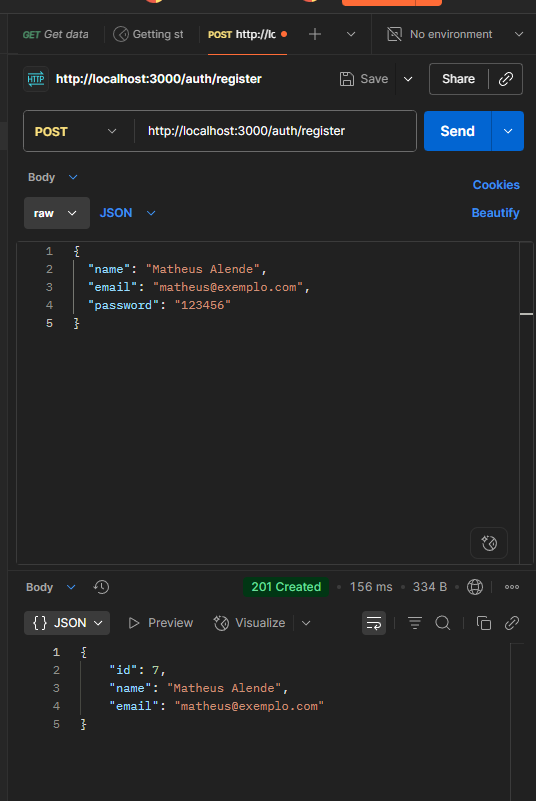 GET Get data
Getting st
POST http://lc
No environment
HTTP http://localhost:3000/auth/register
Save
Share
POST
http://localhost:3000/auth/register
Send
Body
Cookies
raw
JSON
Beautify
1 {
2 "name": "Matheus Alende",
3 "email": "matheus@exemplo.com",
4 "password": "123456"
5 }
Body
201 Created
156 ms
334 B
{} JSON
Preview
Visualize
1 {
2 "id": 7,
3 "name": "Matheus Alende",
4 "email": "matheus@exemplo.com"
5 }